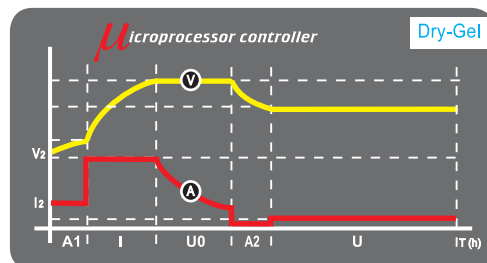 µicroprocessor controller
Dry-Gel
V
V2
I2
A
A1 I U0 A2 U T(h)